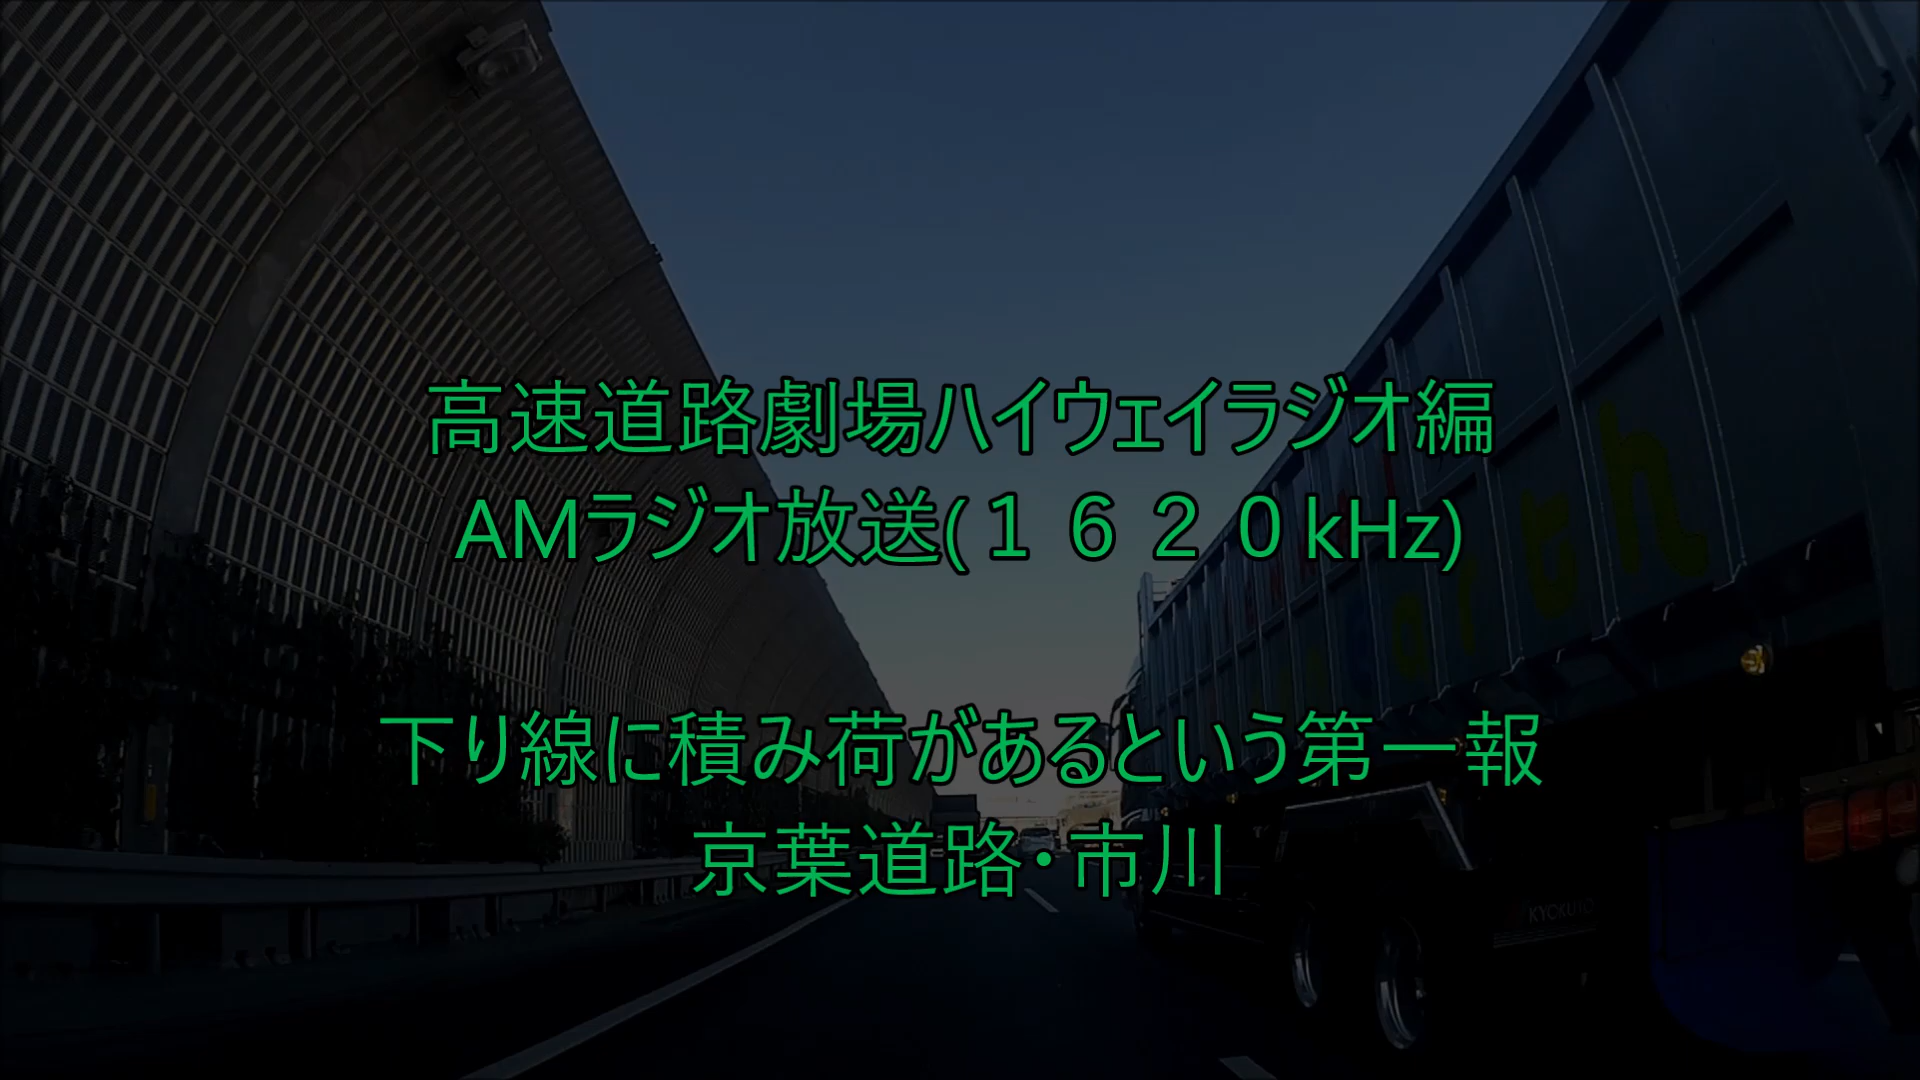 高速道路劇場ハイウェイラジオ編
AMラジオ放送(１６２０kHz)
下り線に積み荷があるという第一報
京葉道路・市川
KYOKUTO